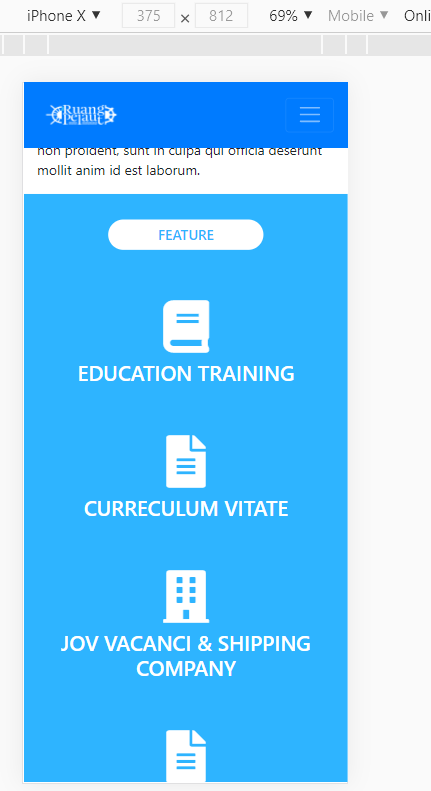 iPhone X ▼ 375 × 812 69% ▼ Mobile ▼ Onli
Ruang
Pelaut
non proident, sunt in culpa qui officia deserunt
mollit anim id est laborum.
FEATURE
EDUCATION TRAINING
CURRECULUM VITATE
JOV VACANCI & SHIPPING
COMPANY